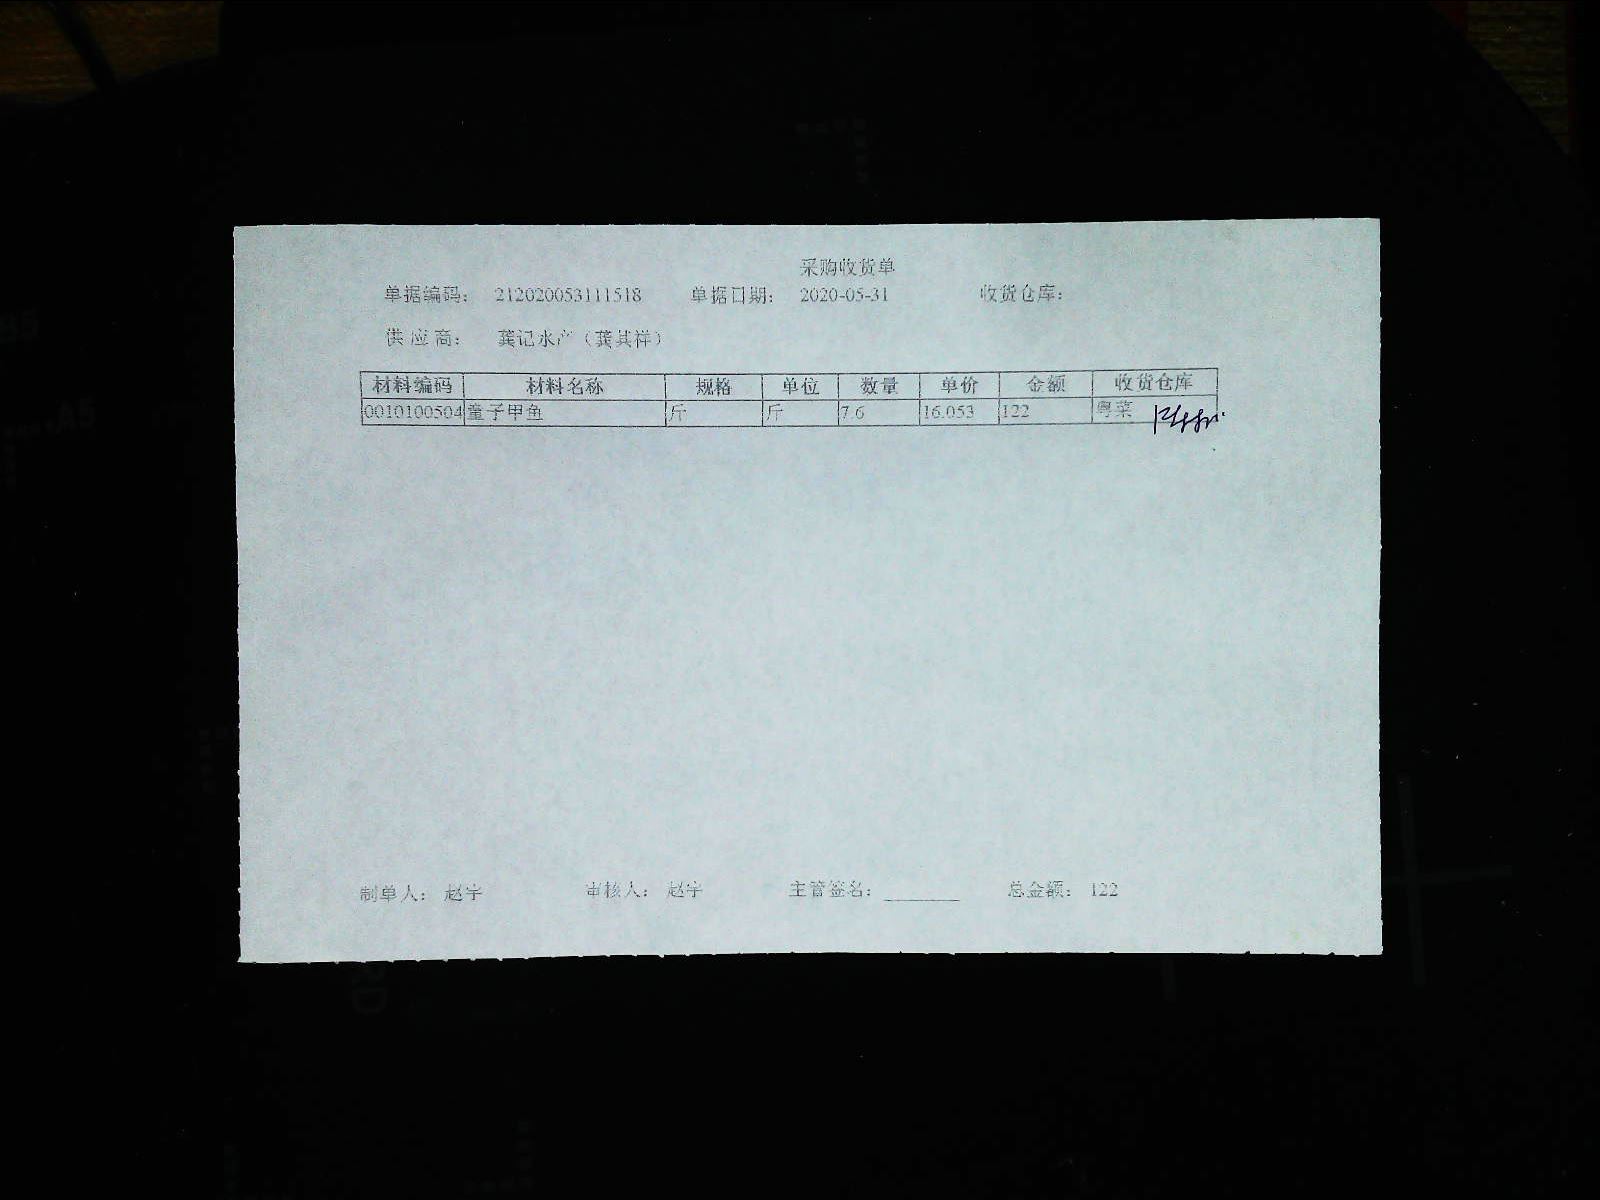 采购收货单
单据编码： 212020053111518 单据日期： 2020-05-31 收货仓库：
供应商： 龚记水产（龚其祥）
材料编码 材料名称 规格 单位 数量 单价 金额 收货仓库
0010100504 童子甲鱼 斤 斤 7.6 16.053 122 粤菜
制单人： 赵宇 审核人： 赵宇 主管签名： 总金额： 122